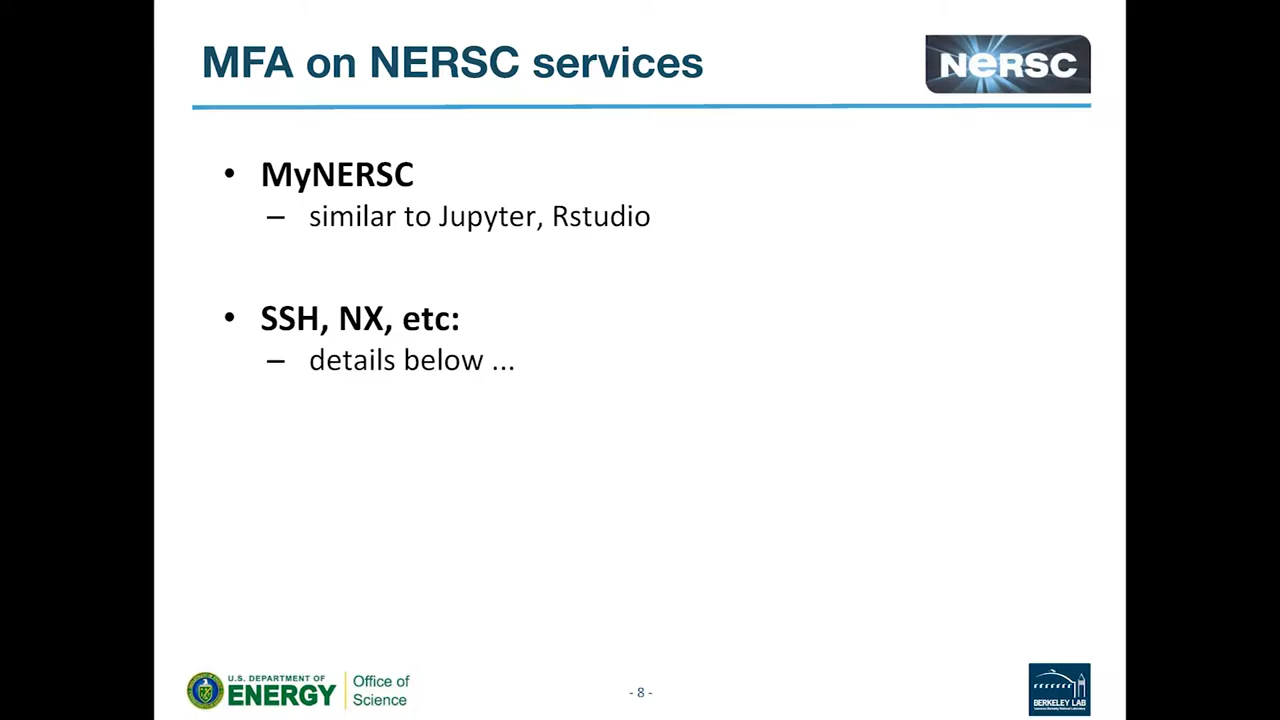 MFA on NERSC services
NERSC
• MyNERSC
– similar to Jupyter, Rstudio
• SSH, NX, etc:
– details below ...
U.S. DEPARTMENT OF
ENERGY
Office of
Science
- 8 -
BERKELEY LAB